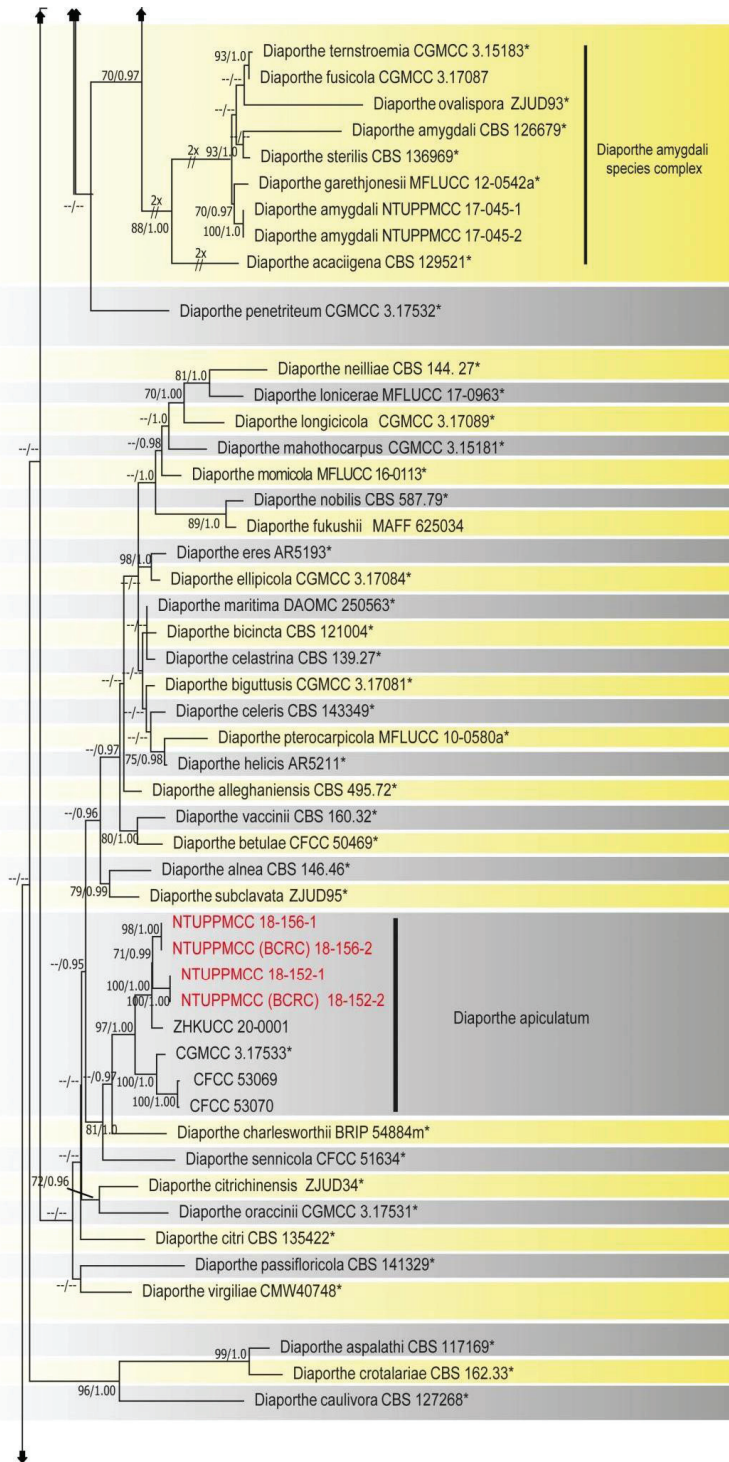 93/1.0 Diaporthe ternstroemia CGMCC 3.15183*
--/-- Diaporthe fusicola CGMCC 3.17087
70/0.97
--/-- Diaporthe ovalispora ZJUD93*
--/-- Diaporthe amygdali CBS 126679*
2x 93/1.0 Diaporthe sterilis CBS 136969*
Diaporthe amygdali
species complex
Diaporthe garethjonesii MFLUCC 12-0542a*
--/-- 2x 70/0.97 Diaporthe amygdali NTUPPMCC 17-045-1
88/1.00 100/1.0 Diaporthe amygdali NTUPPMCC 17-045-2
2x Diaporthe acaciigena CBS 129521*
Diaporthe penetriteum CGMCC 3.17532*
81/1.0 Diaporthe neilliae CBS 144. 27*
70/1.00 Diaporthe lonicerae MFLUCC 17-0963*
--/1.0 Diaporthe longicicola CGMCC 3.17089*
--/-- --/0.98 Diaporthe mahothocarpus CGMCC 3.15181*
--/1.0 Diaporthe momicola MFLUCC 16-0113*
Diaporthe nobilis CBS 587.79*
89/1.0 Diaporthe fukushii MAFF 625034
98/1.0 Diaporthe eres AR5193*
--/-- Diaporthe ellipicola CGMCC 3.17084*
Diaporthe maritima DAOMC 250563*
--/-- Diaporthe bicincta CBS 121004*
--/-- Diaporthe celastrina CBS 139.27*
--/-- Diaporthe biguttusis CGMCC 3.17081*
--/-- Diaporthe celeris CBS 143349*
--/-- Diaporthe pterocarpicola MFLUCC 10-0580a*
--/0.97 75/0.98 Diaporthe helicis AR5211*
Diaporthe alleghaniensis CBS 495.72*
--/0.96 Diaporthe vaccinii CBS 160.32*
80/1.00 Diaporthe betulae CFCC 50469*
Diaporthe alnea CBS 146.46*
--/-- 79/0.99 Diaporthe subclavata ZJUD95*
98/1.00 NTUPPMCC 18-156-1
71/0.99 NTUPPMCC (BCRC) 18-156-2
--/0.95 NTUPPMCC 18-152-1
100/1.00
100/1.00 NTUPPMCC (BCRC) 18-152-2
Diaporthe apiculatum
97/1.00 ZHKUCC 20-0001
CGMCC 3.17533*
--/-- --/0.97 100/1.0 CFCC 53069
100/1.00 CFCC 53070
81/1.0 Diaporthe charlesworthii BRIP 54884m*
--/-- Diaporthe sennicola CFCC 51634*
72/0.96 Diaporthe citrichinensis ZJUD34*
--/-- Diaporthe oraccinii CGMCC 3.17531*
Diaporthe citri CBS 135422*
Diaporthe passifloricola CBS 141329*
--/-- Diaporthe virgiliae CMW40748*
99/1.0 Diaporthe aspalathi CBS 117169*
Diaporthe crotalariae CBS 162.33*
96/1.00 Diaporthe caulivora CBS 127268*